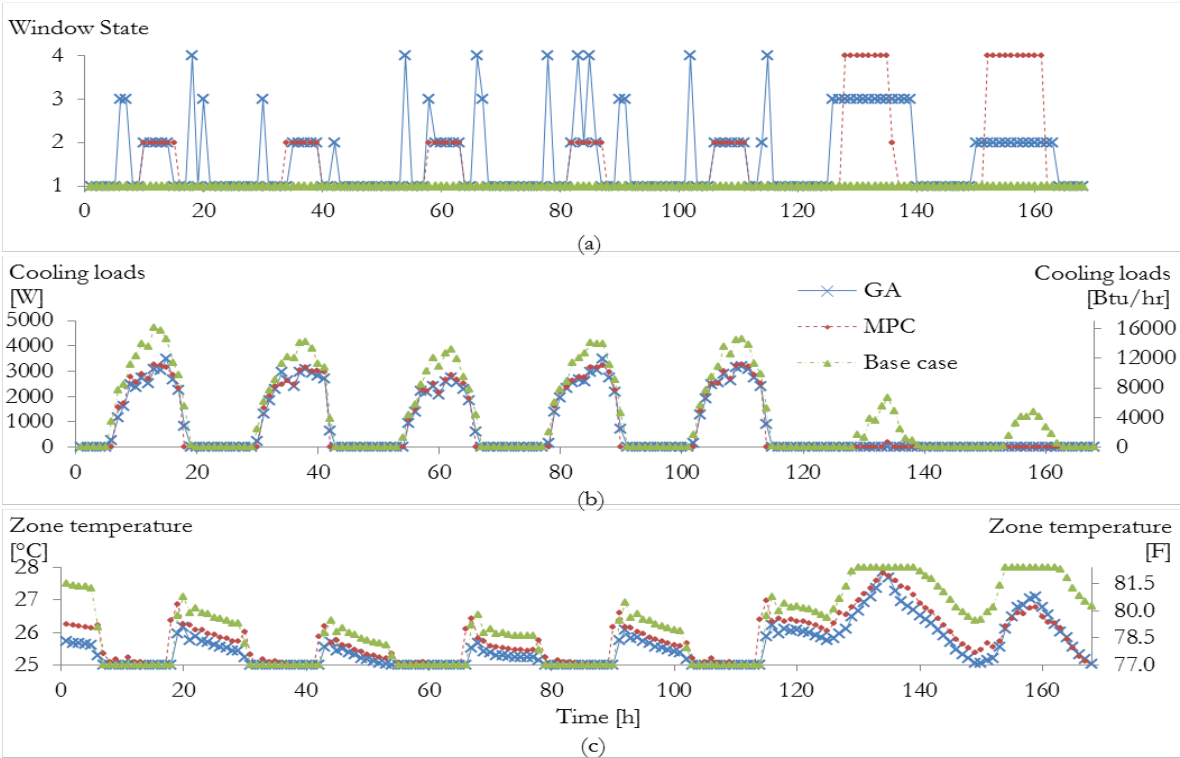 Window State
4
3
2
1
0 20 40 60 80 100 120 140 160
(a)
Cooling loads
[W]
Cooling loads
[Btu/hr]
GA
MPC
Base case
5000
4000
3000
2000
1000
0
16000
12000
8000
4000
0
0 20 40 60 80 100 120 140 160
(b)
Zone temperature
[°C]
Zone temperature
[F]
28
27
26
25
81.5
80.0
78.5
77.0
0 20 40 60 80 100 120 140 160
Time [h]
(c)